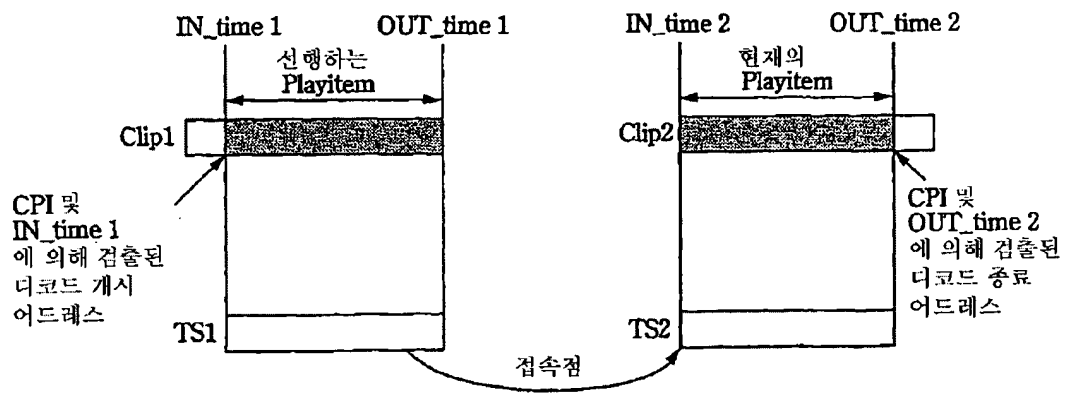 IN_time 1
OUT_time 1
IN_time 2
OUT_time 2
선행하는
Playitem
현재의
Playitem
Clip1
Clip2
CPI 및
IN_time 1
에 의해 검출된
디코드 개시
어드레스
CPI 및
OUT_time 2
에 의해 검출된
디코드 종료
어드레스
TS1
TS2
접속점